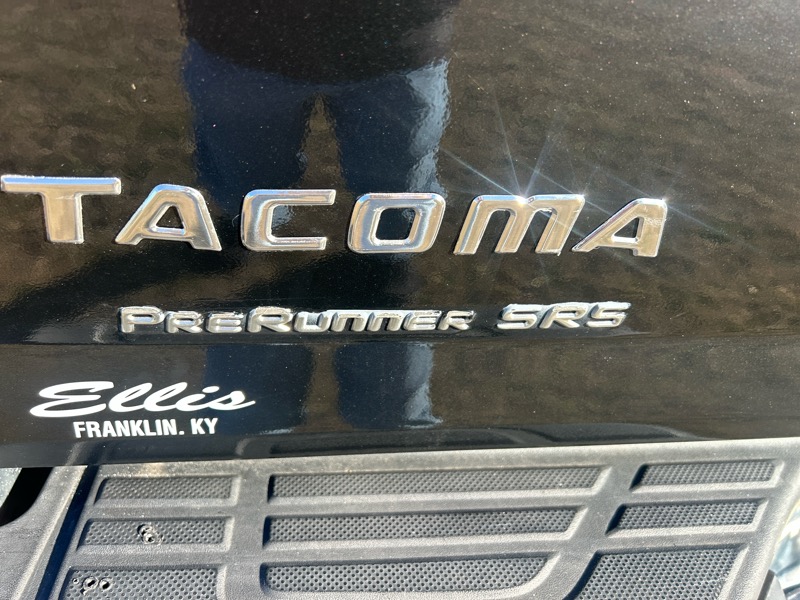 TACOMA
PRERUNNER SR5
Ellis
FRANKLIN. KY